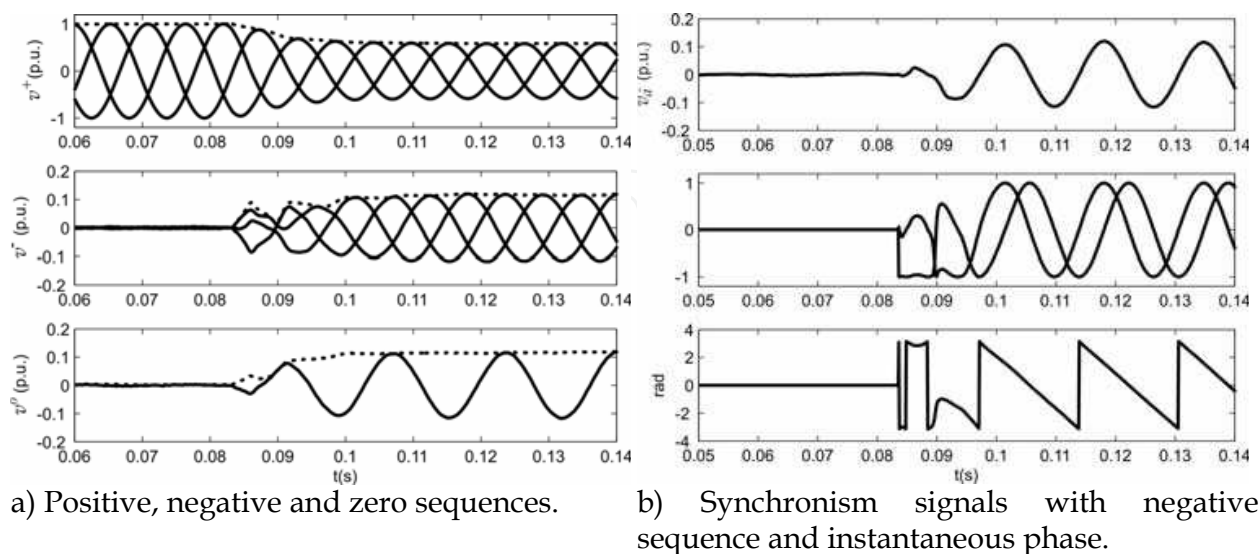 v⁺(p.u.)
1
0
-1
0.06 0.07 0.08 0.09 0.1 0.11 0.12 0.13 0.14
v⁻ (p.u.)
0.2
0.1
0
-0.1
-0.2
0.06 0.07 0.08 0.09 0.1 0.11 0.12 0.13 0.14
v⁰ (p.u.)
0.2
0.1
0
-0.1
-0.2
0.06 0.07 0.08 0.09 0.1 0.11 0.12 0.13 0.14
t(s)
a) Positive, negative and zero sequences.
(p.u.)
0.2
0.1
0
-0.1
-0.2
0.05 0.06 0.07 0.08 0.09 0.1 0.11 0.12 0.13 0.14
1
0
-1
0.05 0.06 0.07 0.08 0.09 0.1 0.11 0.12 0.13 0.14
rad
4
2
0
-2
-4
0.05 0.06 0.07 0.08 0.09 0.1 0.11 0.12 0.13 0.14
t(s)
b) Synchronism signals with negative
sequence and instantaneous phase.